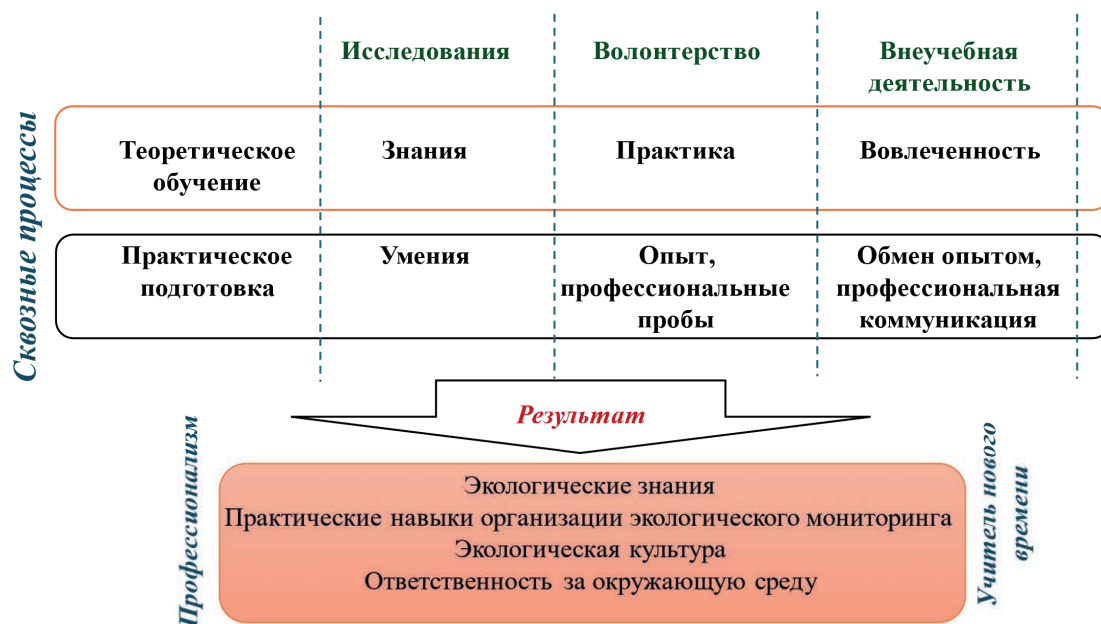 Исследования
Волонтерство
Внеучебная
деятельность
Сквозные процессы
Теоретическое
обучение
Знания
Практика
Вовлеченность
Практическое
подготовка
Умения
Опыт,
профессиональные
пробы
Обмен опытом,
профессиональная
коммуникация
Результат
Профессионализм
Экологические знания
Практические навыки организации экологического мониторинга
Экологическая культура
Ответственность за окружающую среду
Учитель нового
времени